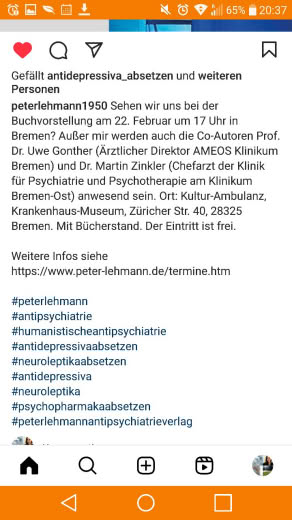 65% 20:37
Gefällt antidepressiva_absetzen und weiteren
Personen
peterlehmann1950 Sehen wir uns bei der
Buchvorstellung am 22. Februar um 17 Uhr in
Bremen? Außer mir werden auch die Co-Autoren Prof.
Dr. Uwe Gonther (Ärztlicher Direktor AMEOS Klinikum
Bremen) und Dr. Martin Zinkler (Chefarzt der Klinik
für Psychiatrie und Psychotherapie am Klinikum
Bremen-Ost) anwesend sein. Ort: Kultur-Ambulanz,
Krankenhaus-Museum, Züricher Str. 40, 28325
Bremen. Mit Bücherstand. Der Eintritt ist frei.
Weitere Infos siehe
https://www.peter-lehmann.de/termine.htm
#peterlehmann
#antipsychiatrie
#humanistischeantipsychiatrie
#antidepressivaabsetzen
#neuroleptikaabsetzen
#antidepressiva
#neuroleptika
#psychopharmakaabsetzen
#peterlehmannantipsychiatrieverlag